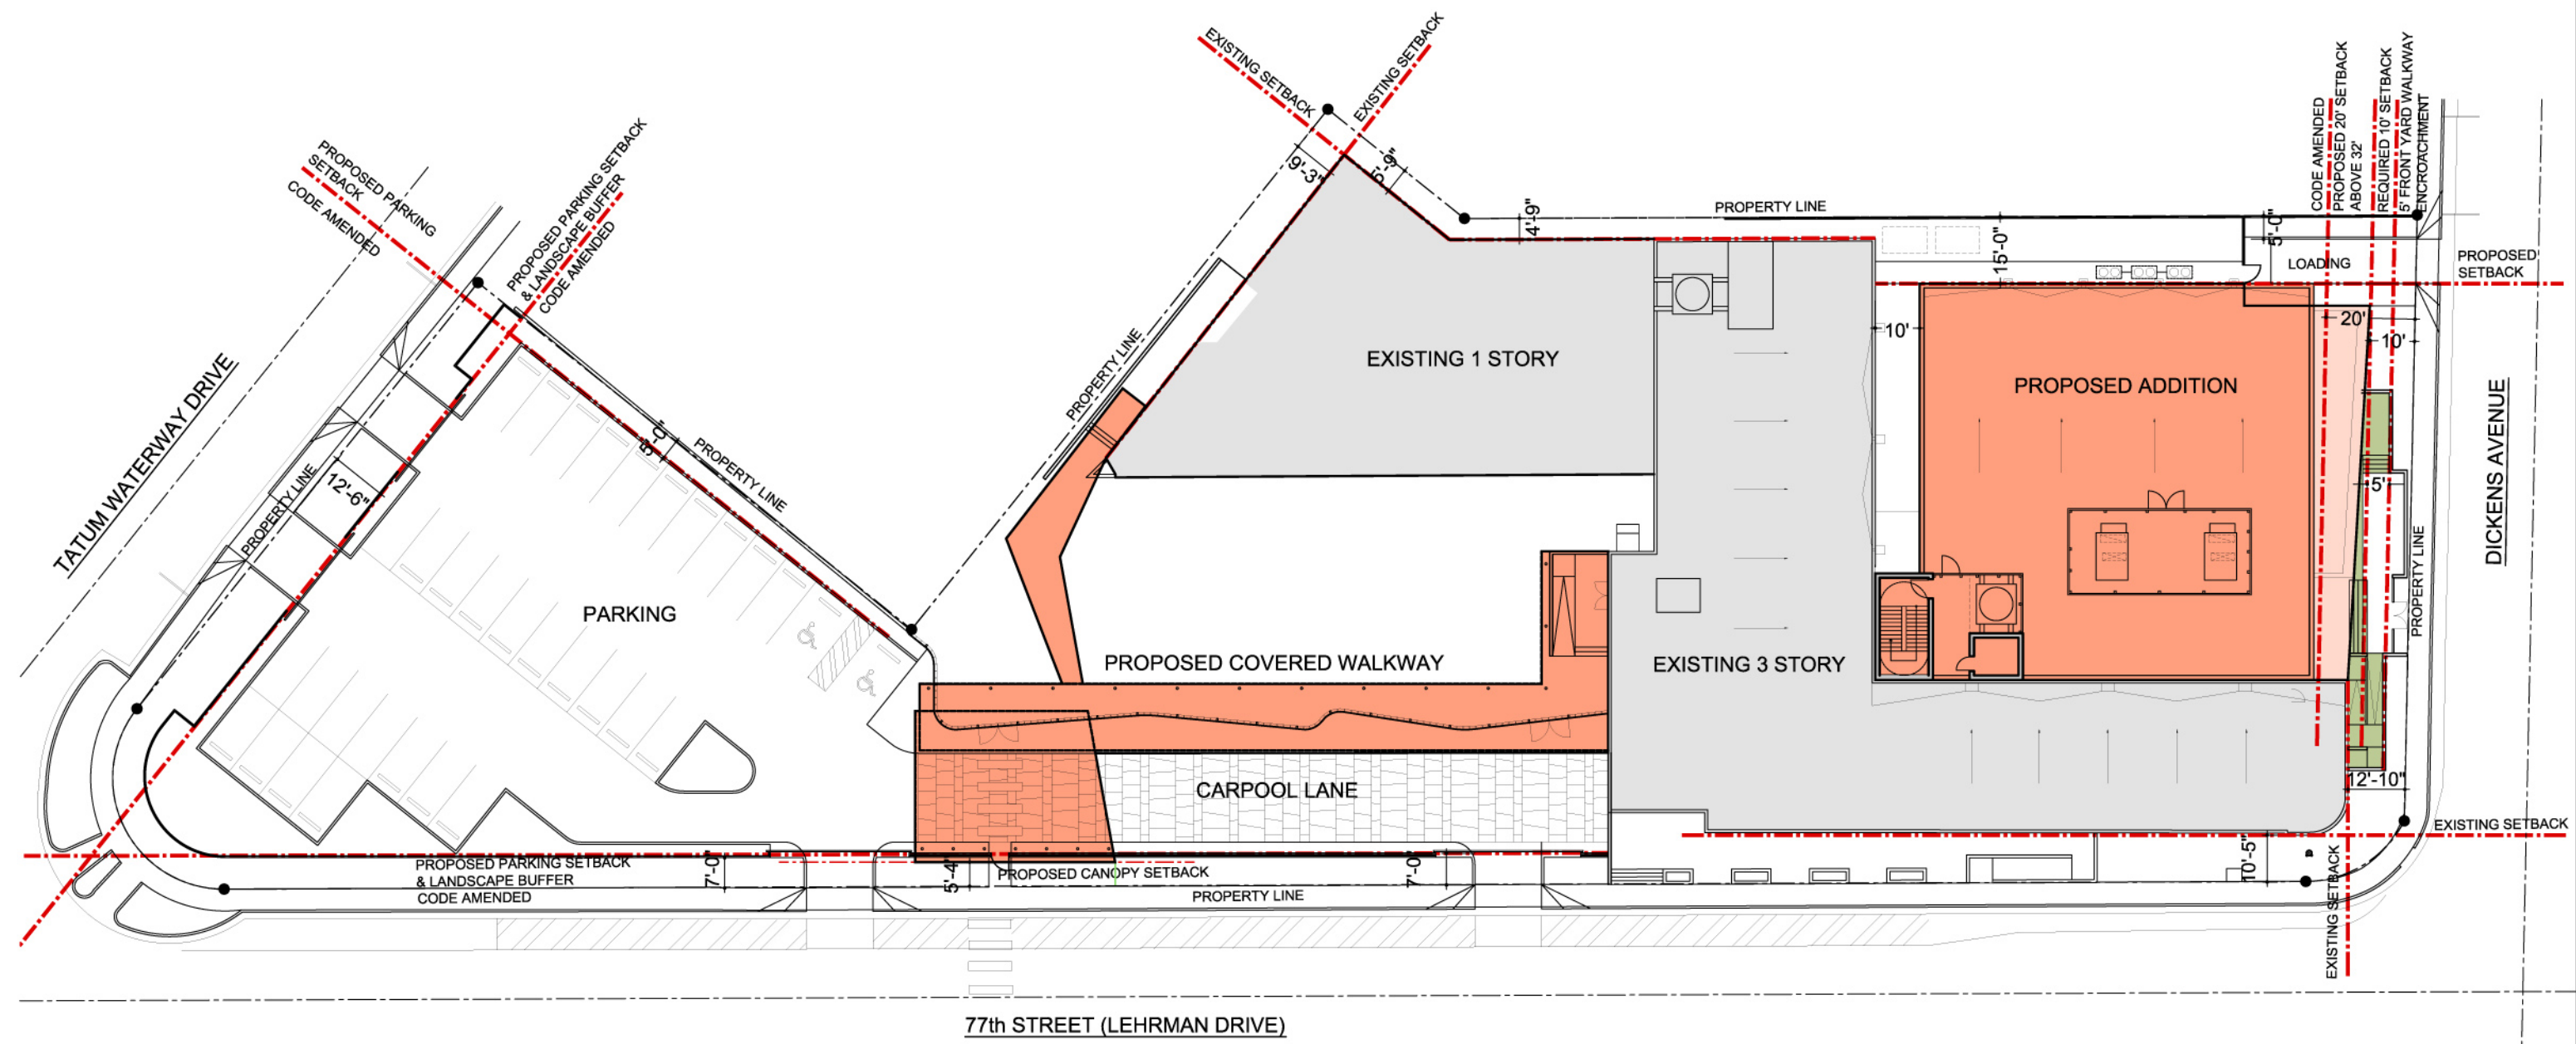 EXISTING SETBACK
EXISTING SETBACK
PROPOSED PARKING
SETBACK
CODE AMENDED
PROPOSED PARKING SETBACK
& LANDSCAPE BUFFER
CODE AMENDED
9'-3"
5'-9"
4'-9"
PROPERTY LINE
CODE AMENDED
PROPOSED 20' SETBACK
ABOVE 32'
REQUIRED 10' SETBACK
5' FRONT YARD WALKWAY
ENCROACHMENT
15'-0"
5'-0"
LOADING
PROPOSED
SETBACK
10'
20'
10'
TATUM WATERWAY DRIVE
PROPERTY LINE
12'-6"
5'-0"
PROPERTY LINE
PROPERTY LINE
EXISTING 1 STORY
PROPOSED ADDITION
5'
DICKENS AVENUE
PROPERTY LINE
PARKING
PROPOSED COVERED WALKWAY
EXISTING 3 STORY
CARPOOL LANE
12'-10"
EXISTING SETBACK
PROPOSED PARKING SETBACK
& LANDSCAPE BUFFER
CODE AMENDED
7'-0"
5'-4"
PROPOSED CANOPY SETBACK
7'-0"
PROPERTY LINE
10'-5"
EXISTING SETBACK
77th STREET (LEHRMAN DRIVE)